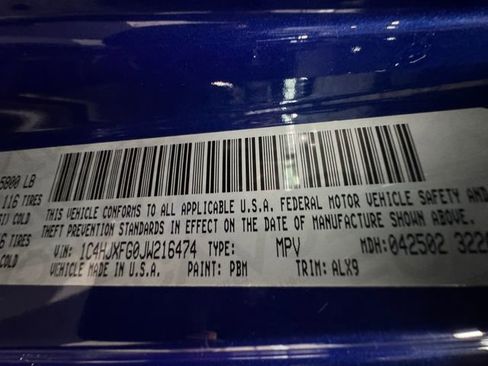 5800 LB
116 TIRES
COLD
THIS VEHICLE CONFORMS TO ALL APPLICABLE U.S.A. FEDERAL MOTOR VEHICLE SAFETY AND
THEFT PREVENTION STANDARDS IN EFFECT ON THE DATE OF MANUFACTURE SHOWN ABOVE.
TIRES
COLD
VIN: 1C4HJXFG0JW216474 TYPE: MPV MDH: 042502 322
VEHICLE MADE IN U.S.A. PAINT: PBM TRIM: ALX9